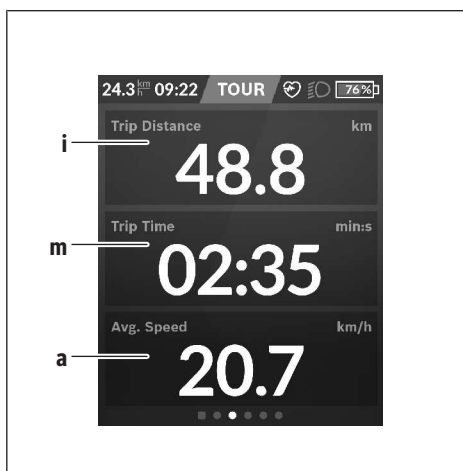 24.3 km/h 09:22 TOUR 76%
i Trip Distance km
48.8
m Trip Time min:s
02:35
a Avg. Speed km/h
20.7